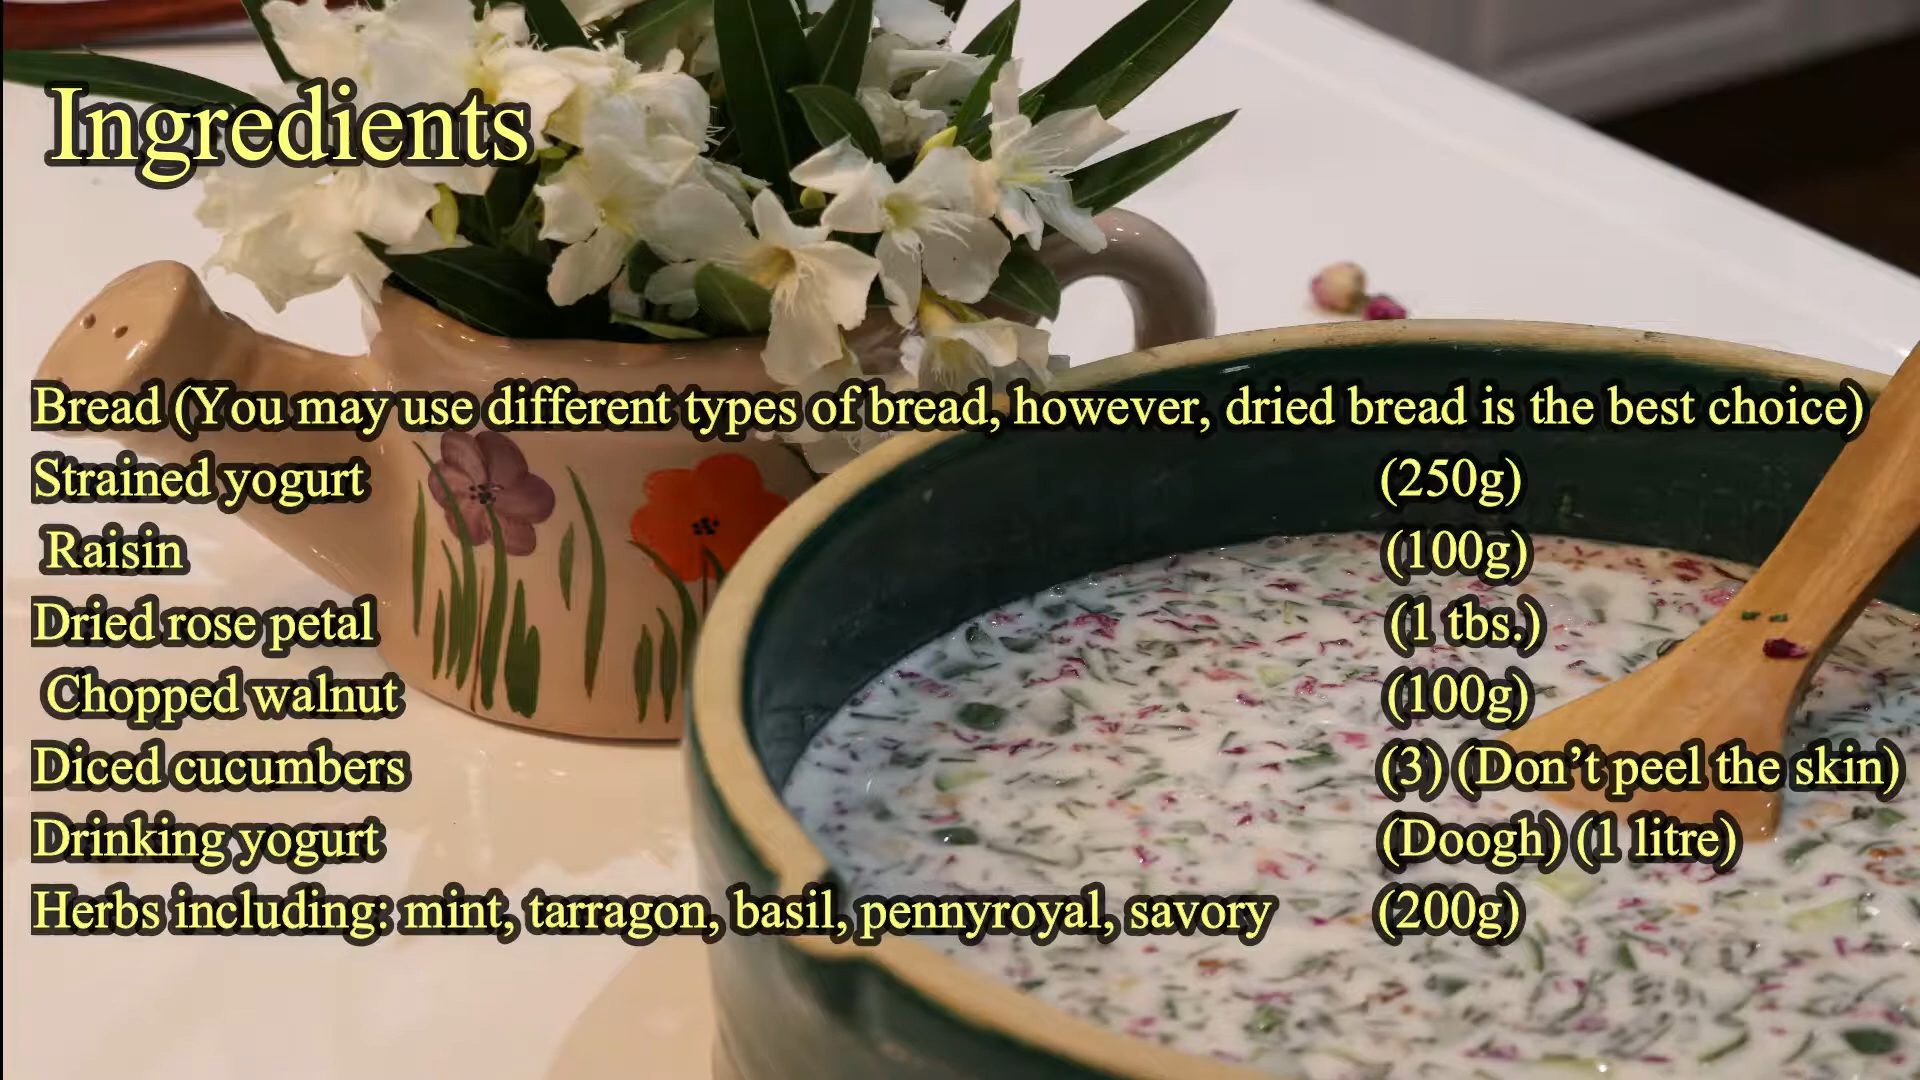 Ingredients
Bread (You may use different types of bread, however, dried bread is the best choice)
Strained yogurt (250g)
Raisin (100g)
Dried rose petal (1 tbs.)
Chopped walnut (100g)
Diced cucumbers (3) (Don’t peel the skin)
Drinking yogurt (Doogh) (1 litre)
Herbs including: mint, tarragon, basil, pennyroyal, savory (200g)